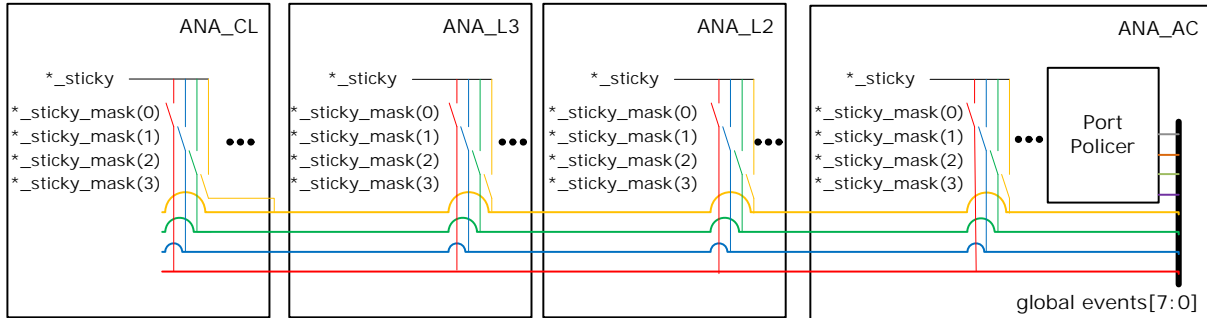 ANA_CL
*_sticky
*_sticky_mask(0)
*_sticky_mask(1)
*_sticky_mask(2)
*_sticky_mask(3)
ANA_L3
*_sticky
*_sticky_mask(0)
*_sticky_mask(1)
*_sticky_mask(2)
*_sticky_mask(3)
ANA_L2
*_sticky
*_sticky_mask(0)
*_sticky_mask(1)
*_sticky_mask(2)
*_sticky_mask(3)
ANA_AC
*_sticky
*_sticky_mask(0)
*_sticky_mask(1)
*_sticky_mask(2)
*_sticky_mask(3)
Port
Policer
global events[7:0]